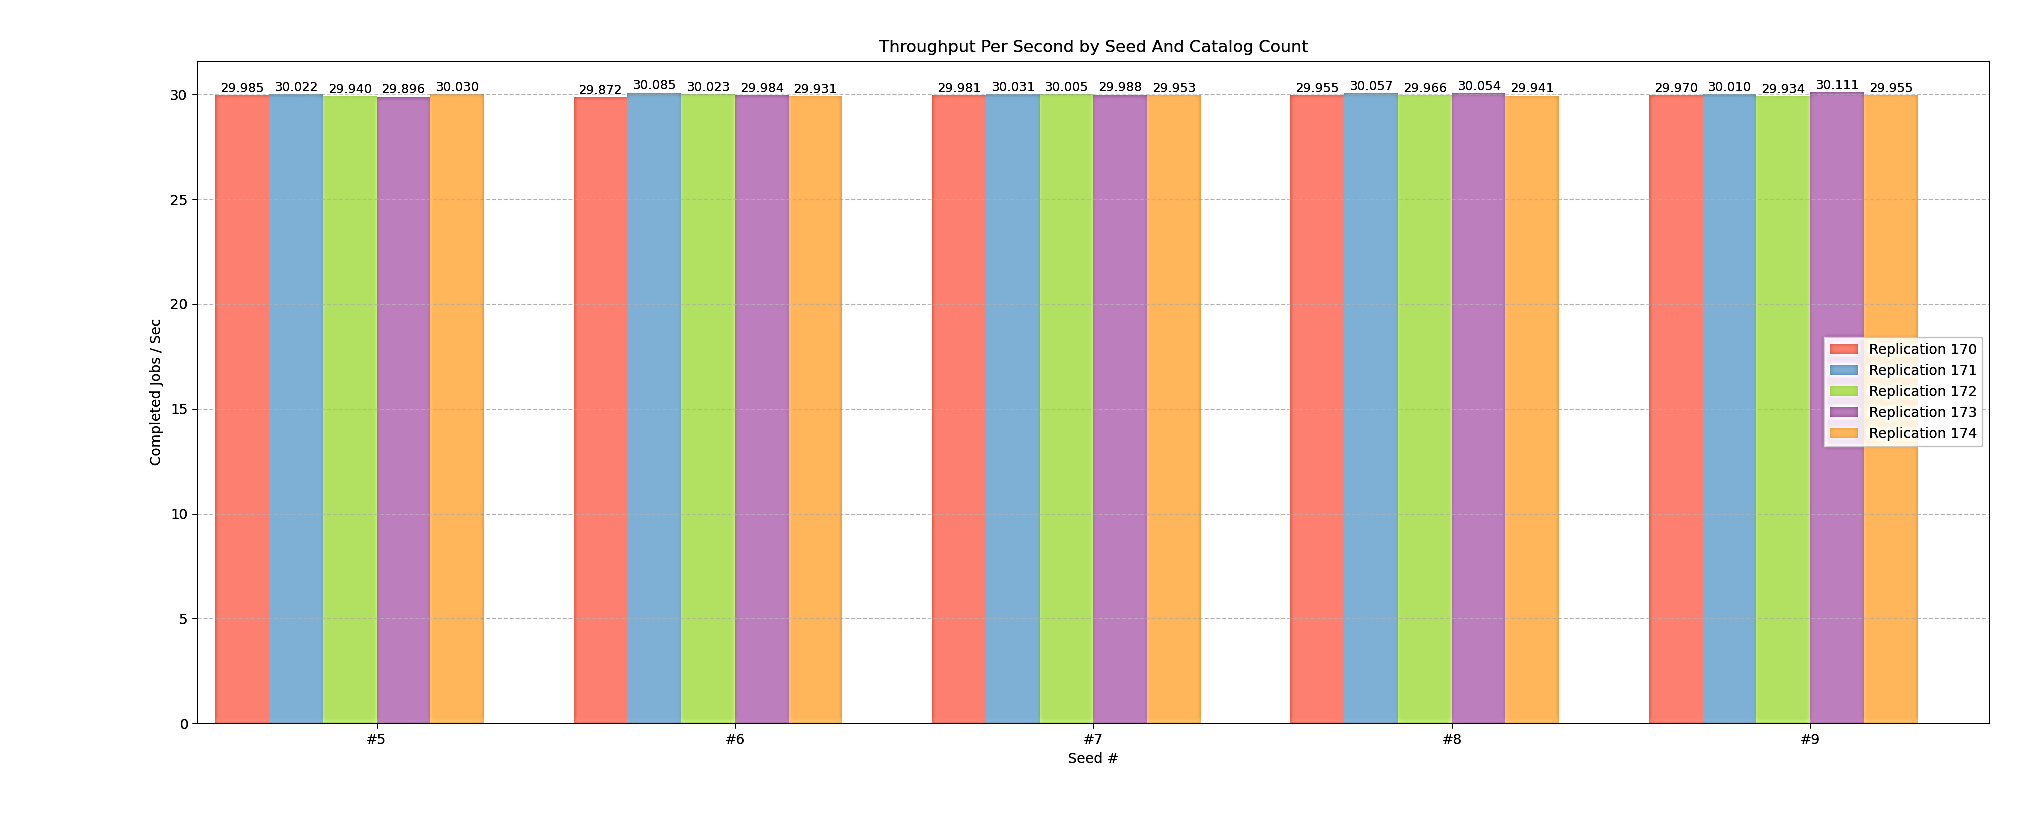 Throughput Per Second by Seed And Catalog Count
29.985 30.022 29.940 29.896 30.030 29.872 30.085 30.023 29.984 29.931 29.981 30.031 30.005 29.988 29.953 29.955 30.057 29.966 30.054 29.941 29.970 30.010 29.934 30.111 29.955
30
25
20
15
10
5
0
Completed Jobs / Sec
Replication 170
Replication 171
Replication 172
Replication 173
Replication 174
#5 #6 #7 #8 #9
Seed #